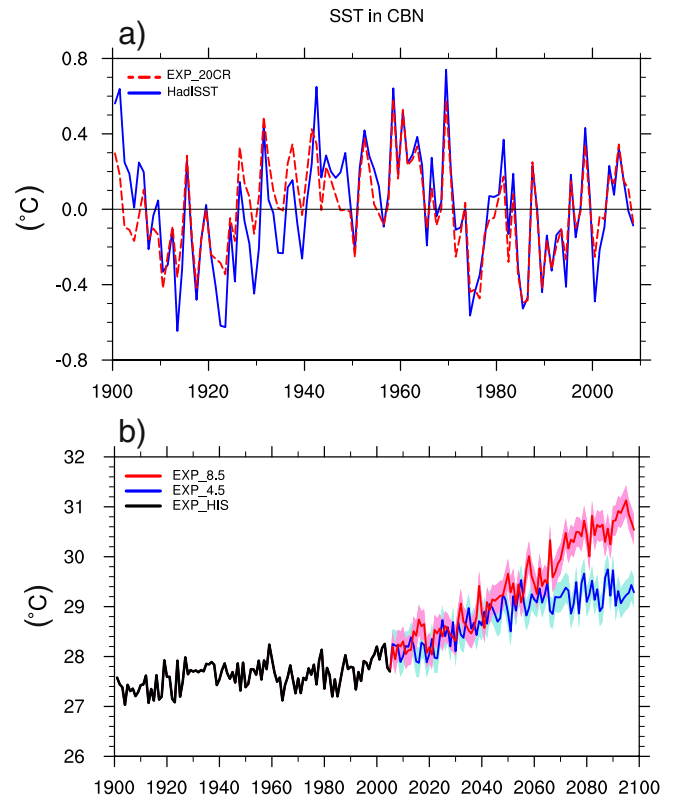 SST in CBN
a)
0.8
EXP_20CR
HadISST
0.4
0.0
(°C)
-0.4
-0.8
1900 1920 1940 1960 1980 2000
b)
32
EXP_8.5
EXP_4.5
EXP_HIS
31
30
29
(°C)
28
27
26
1900 1920 1940 1960 1980 2000 2020 2040 2060 2080 2100